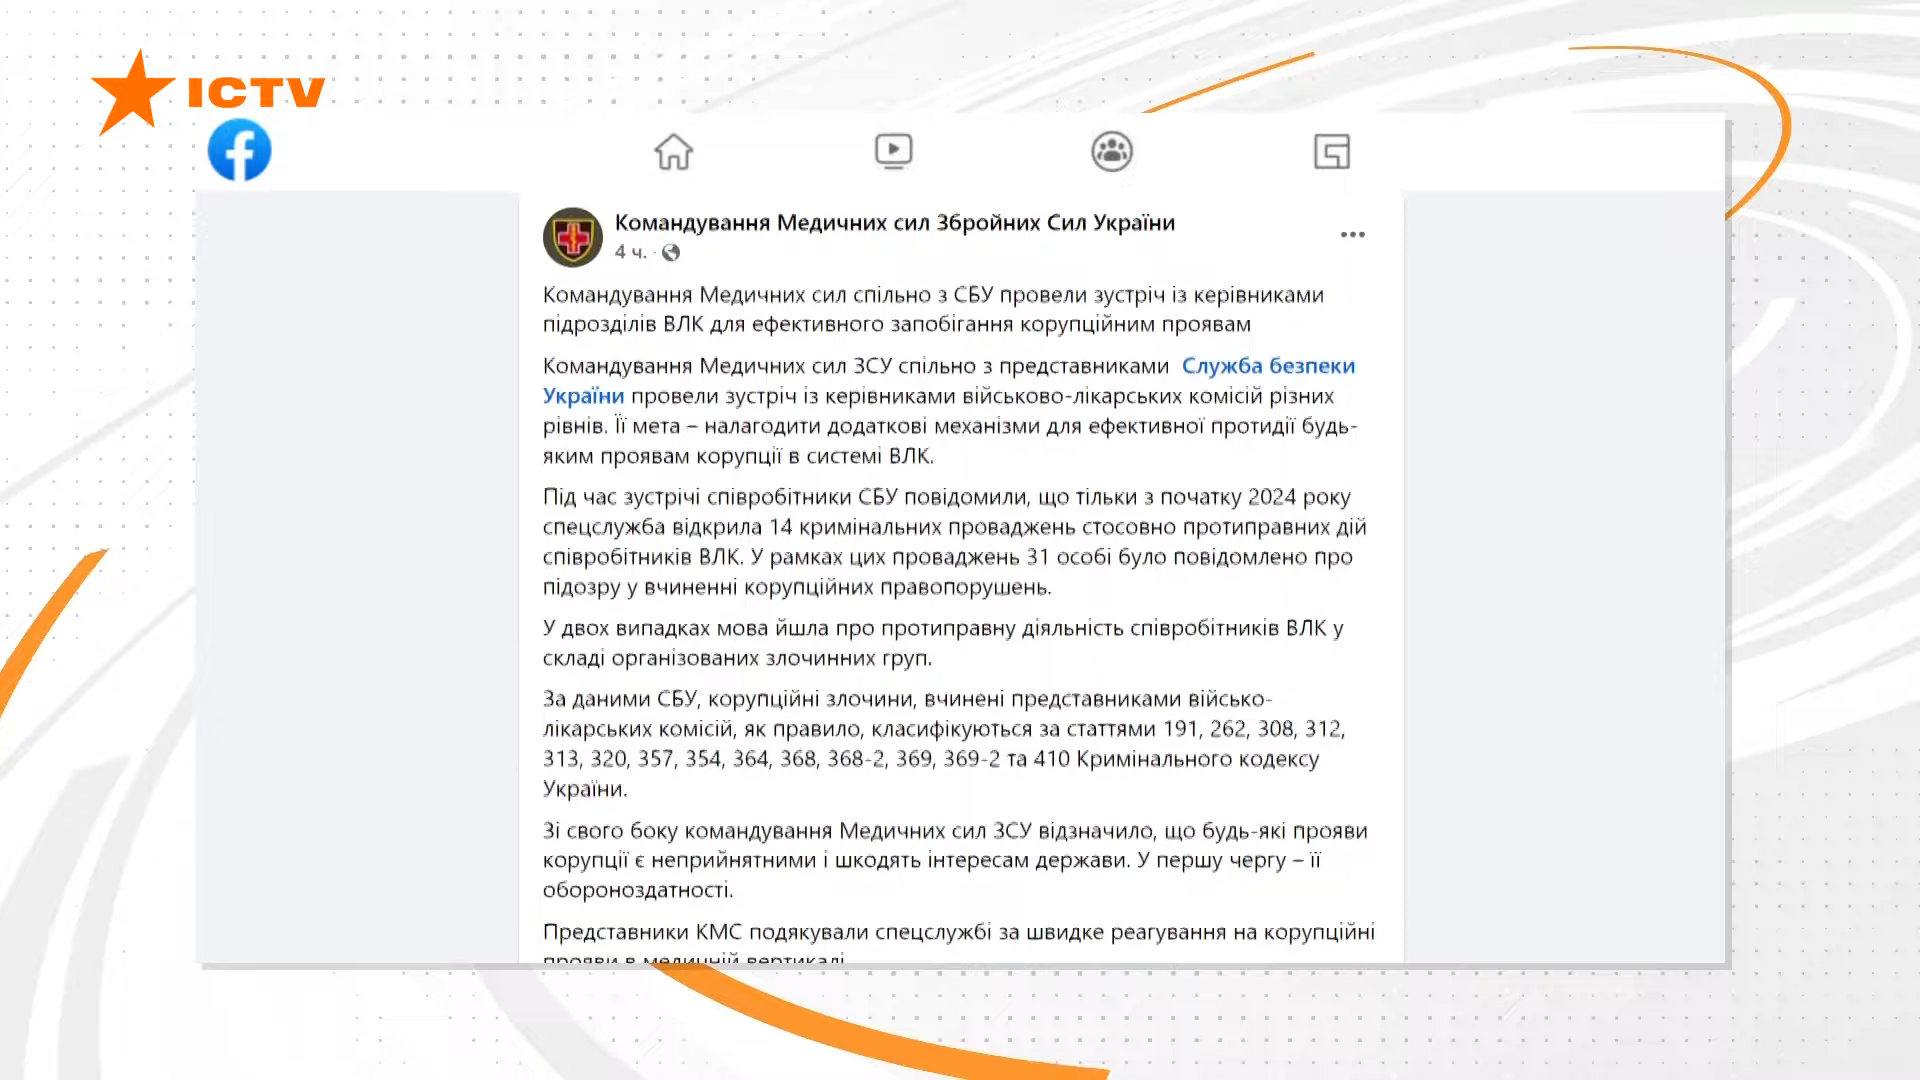 ICTV
Командування Медичних сил Збройних Сил України
4 ч. ·
Командування Медичних сил спільно з СБУ провели зустріч із керівниками
підрозділів ВЛК для ефективного запобігання корупційним проявам
Командування Медичних сил ЗСУ спільно з представниками Служба безпеки
України провели зустріч із керівниками військово-лікарських комісій різних
рівнів. Її мета – налагодити додаткові механізми для ефективної протидії будь-
яким проявам корупції в системі ВЛК.
Під час зустрічі співробітники СБУ повідомили, що тільки з початку 2024 року
спецслужба відкрила 14 кримінальних проваджень стосовно протиправних дій
співробітників ВЛК. У рамках цих проваджень 31 особі було повідомлено про
підозру у вчиненні корупційних правопорушень.
У двох випадках мова йшла про протиправну діяльність співробітників ВЛК у
складі організованих злочинних груп.
За даними СБУ, корупційні злочини, вчинені представниками військо-
лікарських комісій, як правило, класифікуються за статтями 191, 262, 308, 312,
313, 320, 357, 354, 364, 368, 368-2, 369, 369-2 та 410 Кримінального кодексу
України.
Зі свого боку командування Медичних сил ЗСУ відзначило, що будь-які прояви
корупції є неприйнятними і шкодять інтересам держави. У першу чергу – її
обороноздатності.
Представники КМС подякували спецслужбі за швидке реагування на корупційні
прояви в медичній вертикалі